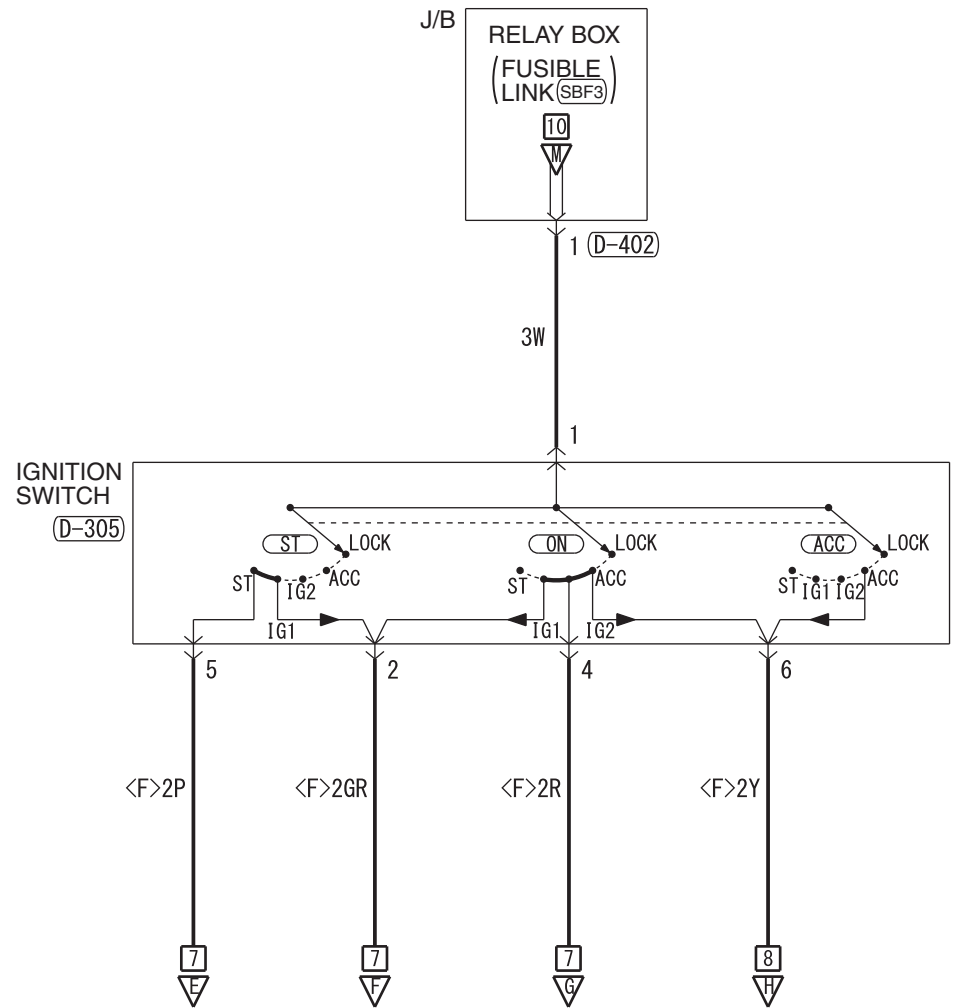 J/B
RELAY BOX
(FUSIBLE
LINK SBF3)
10
M
1 (D-402)
3W
1
IGNITION
SWITCH
(D-305)
ST
LOCK
ON
LOCK
ACC
LOCK
ST
IG2
ACC
IG1
ST
ACC
IG1
IG2
ST
IG1
IG2
ACC
5
2
4
6
<F>2P
<F>2GR
<F>2R
<F>2Y
7
7
7
8
E
F
G
H